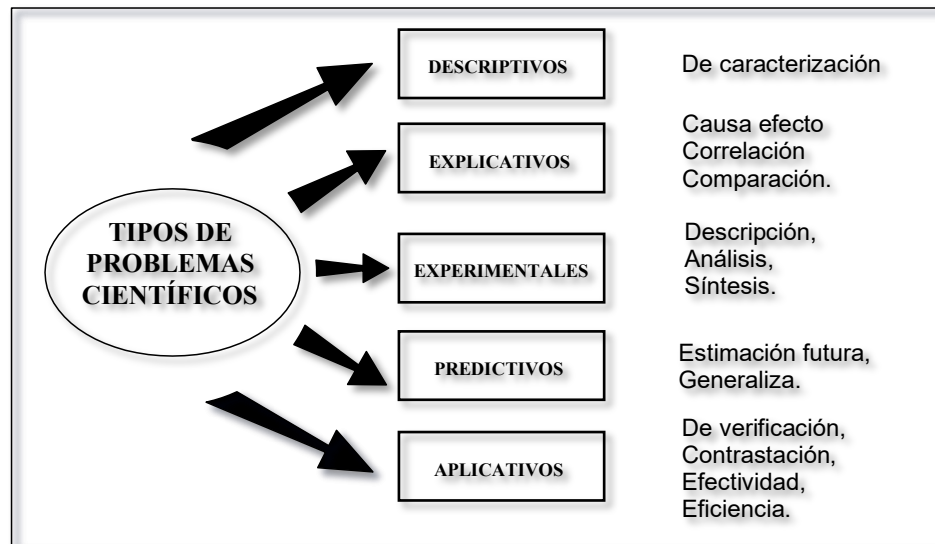 TIPOS DE
PROBLEMAS
CIENTÍFICOS
DESCRIPTIVOS
De caracterización
EXPLICATIVOS
Causa efecto
Correlación
Comparación.
EXPERIMENTALES
Descripción,
Análisis,
Síntesis.
PREDICTIVOS
Estimación futura,
Generaliza.
APLICATIVOS
De verificación,
Contrastación,
Efectividad,
Eficiencia.